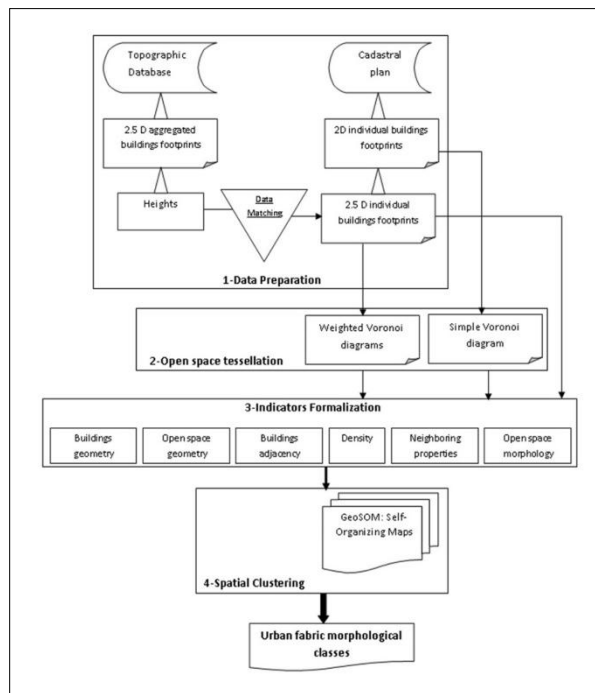 Topographic
Database
Cadastral
plan
2.5 D aggregated
buildings footprints
2D individual buildings
footprints
Heights
Data
Matching
2.5 D individual
buildings footprints
1-Data Preparation
Weighted Voronoi
diagrams
Simple Voronoi
diagram
2-Open space tessellation
3-Indicators Formalization
Buildings
geometry
Open space
geometry
Buildings
adjacency
Density
Neighboring
properties
Open space
morphology
GeoSOM: Self-
Organizing Maps
4-Spatial Clustering
Urban fabric morphological
classes